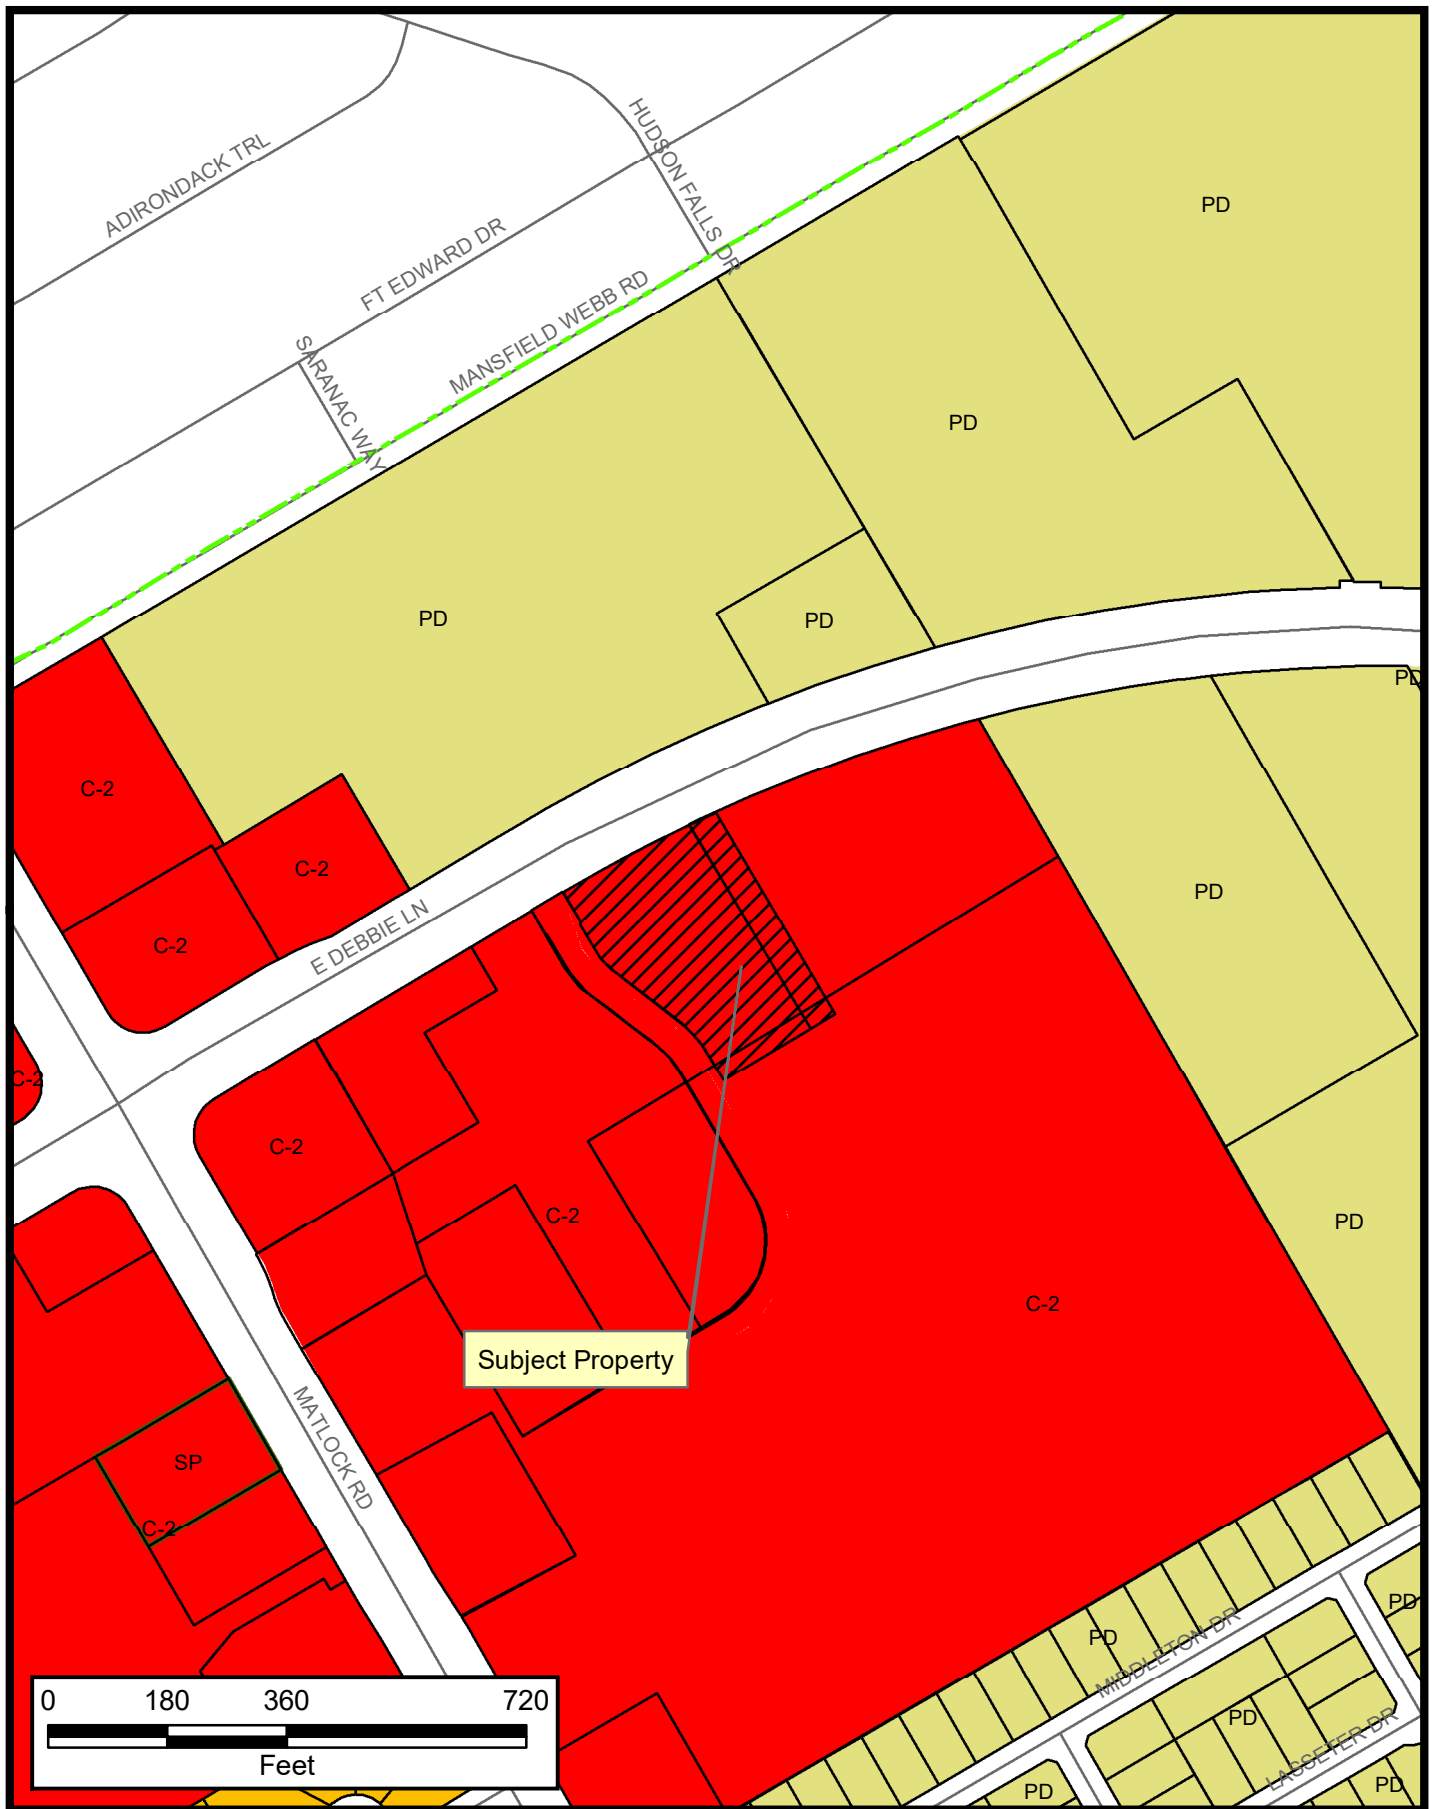 ADIRONDACK TRL
HUDSON FALLS DR
PD
FT EDWARD DR
MANSFIELD WEBB RD
SARANAC WAY
PD
PD
PD
PD
C-2
C-2
PD
E DEBBIE LN
C-2
C-2
C-2
C-2
PD
C-2
Subject Property
MATLOCK RD
SP
C-2
PD
PD
MIDDLETON DR
PD
LASSETER DR
PD
PD
0 180 360 720
Feet